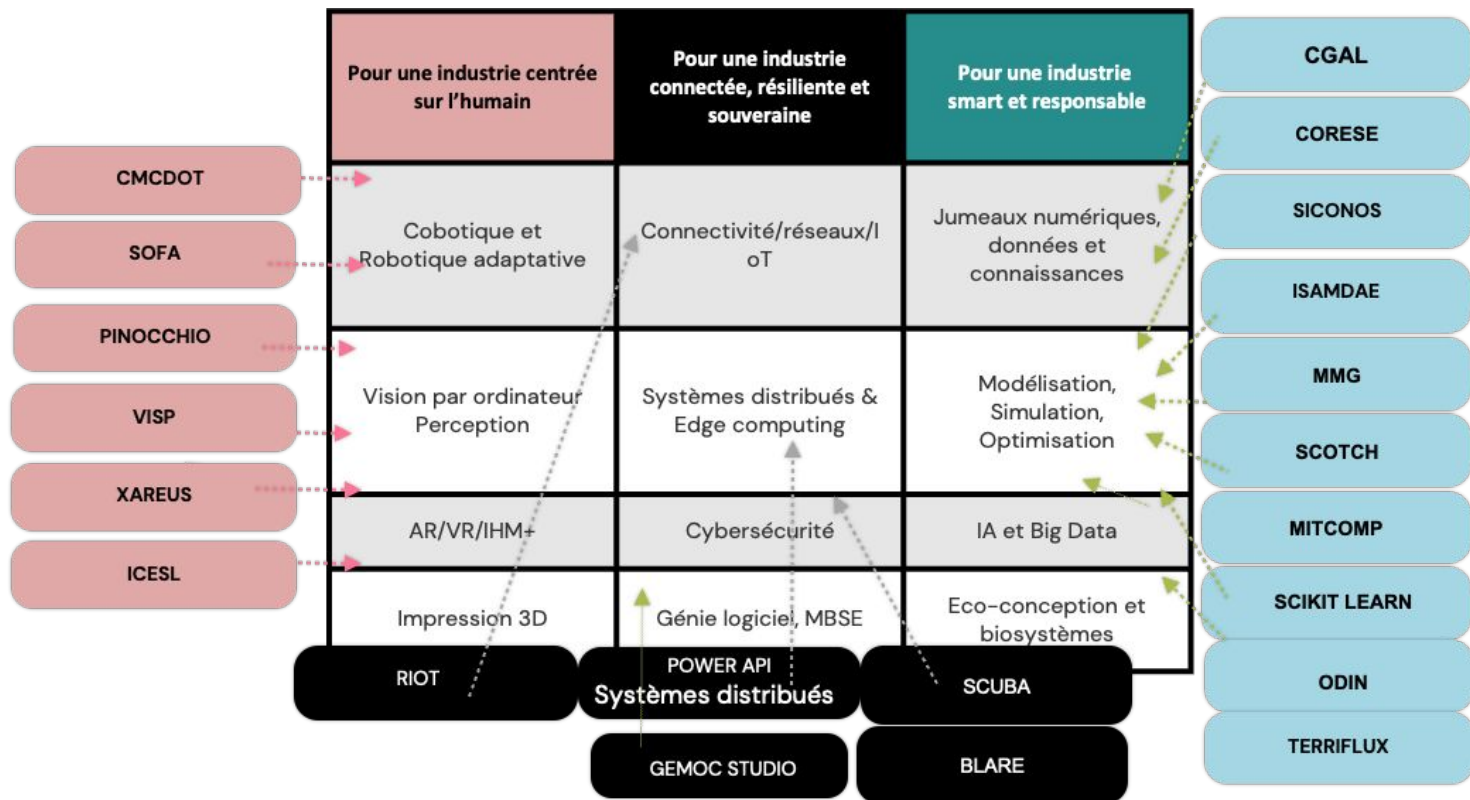 Pour une industrie centrée
sur l'humain
Pour une industrie
connectée, résiliente et
souveraine
Pour une industrie
smart et responsable
Cobotique et
Robotique adaptative
Connectivité/réseaux/I
oT
Jumeaux numériques,
données et
connaissances
Vision par ordinateur
Perception
Systèmes distribués &
Edge computing
Modélisation,
Simulation,
Optimisation
AR/VR/IHM+
Cybersécurité
IA et Big Data
Impression 3D
Génie logiciel, MBSE
Eco-conception et
biosystèmes
CMCDOT
SOFA
PINOCCHIO
VISP
XAREUS
ICESL
RIOT
POWER API
Systèmes distribués
SCUBA
GEMOC STUDIO
BLARE
CGAL
CORESE
SICONOS
ISAMDAE
MMG
SCOTCH
MITCOMP
SCIKIT LEARN
ODIN
TERRIFLUX